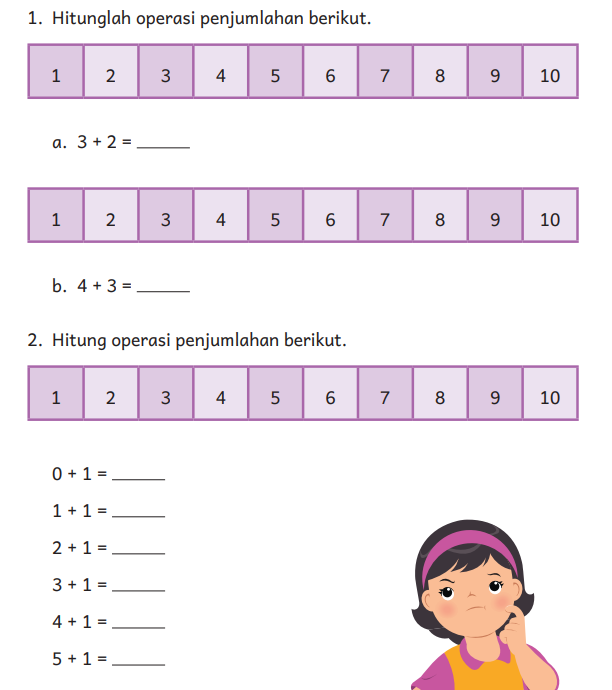 1. Hitunglah operasi penjumlahan berikut.
1 2 3 4 5 6 7 8 9 10
a. 3 + 2 = ______
1 2 3 4 5 6 7 8 9 10
b. 4 + 3 = ______
2. Hitung operasi penjumlahan berikut.
1 2 3 4 5 6 7 8 9 10
0 + 1 = ______
1 + 1 = ______
2 + 1 = ______
3 + 1 = ______
4 + 1 = ______
5 + 1 = ______